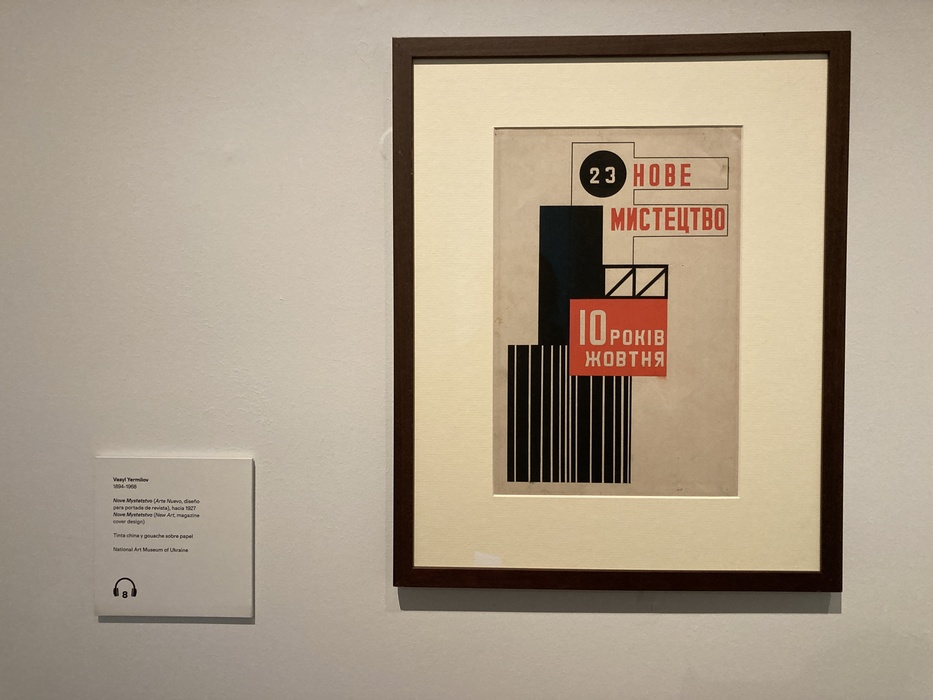 23 НОВЕ
МИСТЕЦТВО
10 РОКІВ
ЖОВТНЯ
Vasyl Yermilov
1894-1968
Nove Mystetstvo (Arte Nuevo, diseño
para portada de revista), hacia 1927
Nove Mystetstvo (New Art, magazine
cover design)
Tinta china y gouache sobre papel
National Art Museum of Ukraine
8